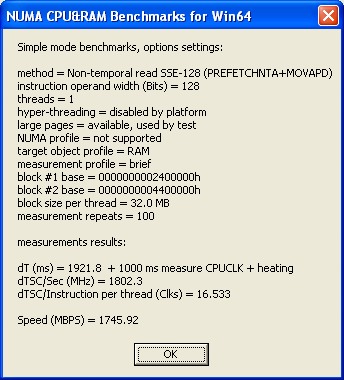 NUMA CPU&RAM Benchmarks for Win64
Simple mode benchmarks, options settings:
method = Non-temporal read SSE-128 (PREFETCHNTA+MOVAPD)
instruction operand width (Bits) = 128
threads = 1
hyper-threading = disabled by platform
large pages = available, used by test
NUMA profile = not supported
target object profile = RAM
measurement profile = brief
block #1 base = 0000000002400000h
block #2 base = 0000000004400000h
block size per thread = 32.0 MB
measurement repeats = 100
measurements results:
dT (ms) = 1921.8 + 1000 ms measure CPUCLK + heating
dTSC/Sec (MHz) = 1802.3
dTSC/Instruction per thread (Clks) = 16.533
Speed (MBPS) = 1745.92
OK